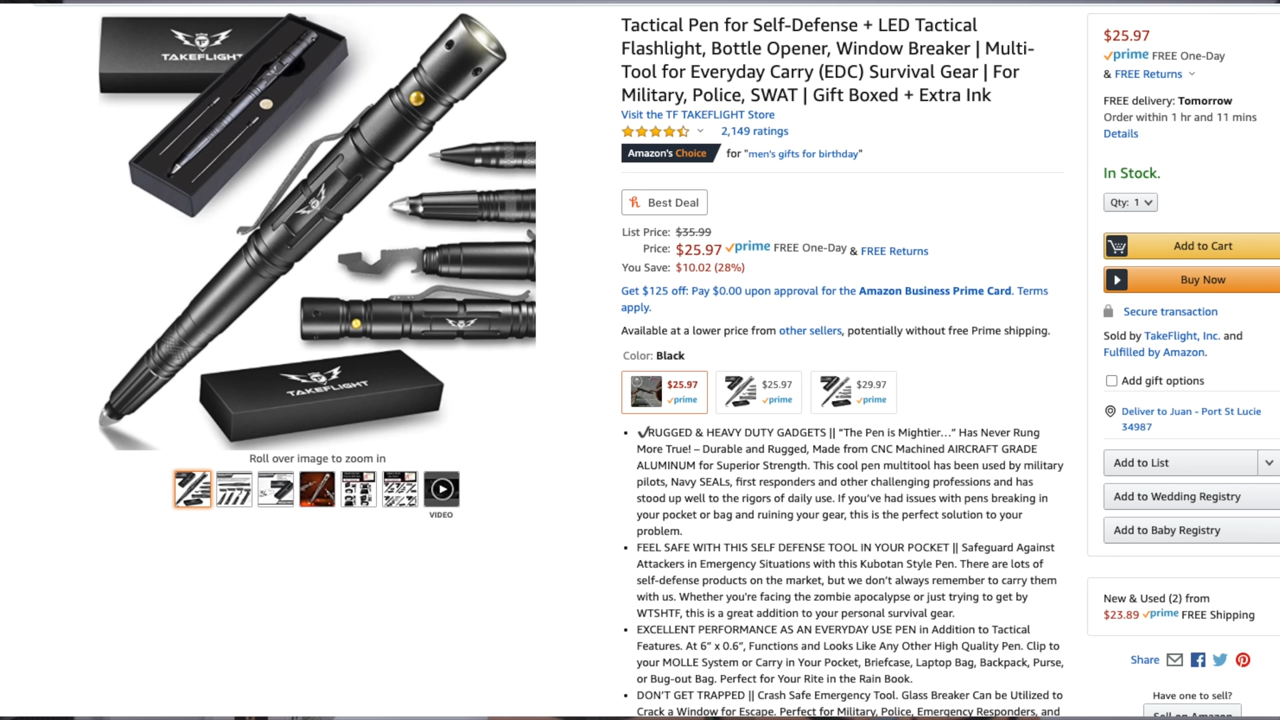 TAKEFLIGHT
TAKEFLIGHT
Roll over image to zoom in
VIDEO
Tactical Pen for Self-Defense + LED Tactical
Flashlight, Bottle Opener, Window Breaker | Multi-
Tool for Everyday Carry (EDC) Survival Gear | For
Military, Police, SWAT | Gift Boxed + Extra Ink
Visit the TF TAKEFLIGHT Store
2,149 ratings
Amazon's Choice for "men's gifts for birthday"
Best Deal
List Price: $35.99
Price: $25.97 prime FREE One-Day & FREE Returns
You Save: $10.02 (28%)
Get $125 off: Pay $0.00 upon approval for the Amazon Business Prime Card. Terms
apply.
Available at a lower price from other sellers, potentially without free Prime shipping.
Color: Black
$25.97 prime
$25.97 prime
$29.97 prime
• ✔RUGGED & HEAVY DUTY GADGETS || “The Pen is Mightier…” Has Never Rung
More True! – Durable and Rugged, Made from CNC Machined AIRCRAFT GRADE
ALUMINUM for Superior Strength. This cool pen multitool has been used by military
pilots, Navy SEALs, first responders and other challenging professions and has
stood up well to the rigors of daily use. If you’ve had issues with pens breaking in
your pocket or bag and ruining your gear, this is the perfect solution to your
problem.
• FEEL SAFE WITH THIS SELF DEFENSE TOOL IN YOUR POCKET || Safeguard Against
Attackers in Emergency Situations with this Kubotan Style Pen. There are lots of
self-defense products on the market, but we don’t always remember to carry them
with us. Whether you're facing the zombie apocalypse or just trying to get by
WTSHTF, this is a great addition to your personal survival gear.
• EXCELLENT PERFORMANCE AS AN EVERYDAY USE PEN in Addition to Tactical
Features. At 6” x 0.6”, Functions and Looks Like Any Other High Quality Pen. Clip to
your MOLLE System or Carry in Your Pocket, Briefcase, Laptop Bag, Backpack, Purse,
or Bug-out Bag. Perfect for Your Rite in the Rain Book.
• DON’T GET TRAPPED || Crash Safe Emergency Tool. Glass Breaker Can be Utilized to
Crack a Window for Escape. Perfect for Military, Police, Emergency Responders, and
$25.97
prime FREE One-Day
& FREE Returns
FREE delivery: Tomorrow
Order within 1 hr and 11 mins
Details
In Stock.
Qty: 1
Add to Cart
Buy Now
Secure transaction
Sold by TakeFlight, Inc. and
Fulfilled by Amazon.
Add gift options
Deliver to Juan - Port St Lucie
34987
Add to List
Add to Wedding Registry
Add to Baby Registry
New & Used (2) from
$23.89 prime FREE Shipping
Share
Have one to sell?
Sell on Amazon